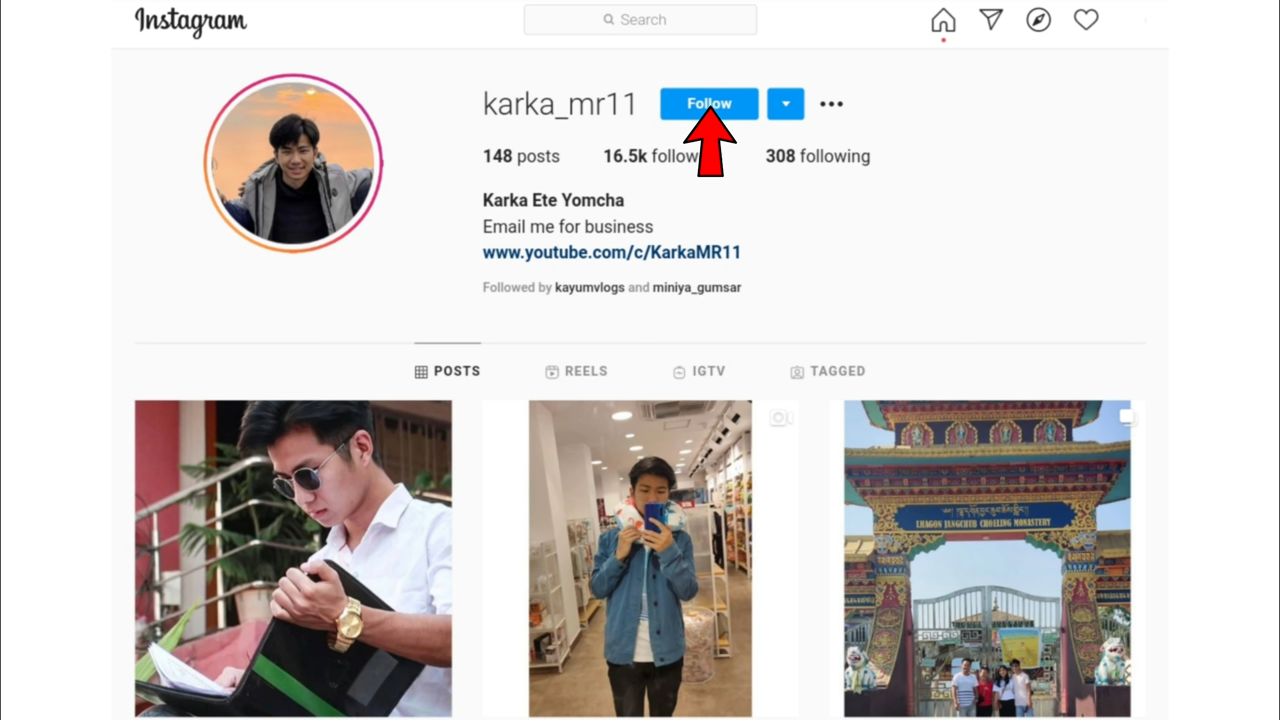 Instagram
Search
karka_mr11
Follow
148 posts
16.5k follow
308 following
Karka Ete Yomcha
Email me for business
www.youtube.com/c/KarkaMR11
Followed by kayumvlogs and miniya_gumsar
POSTS
REELS
IGTV
TAGGED
LHAGON JANGCHUB CHOELING MONASTERY